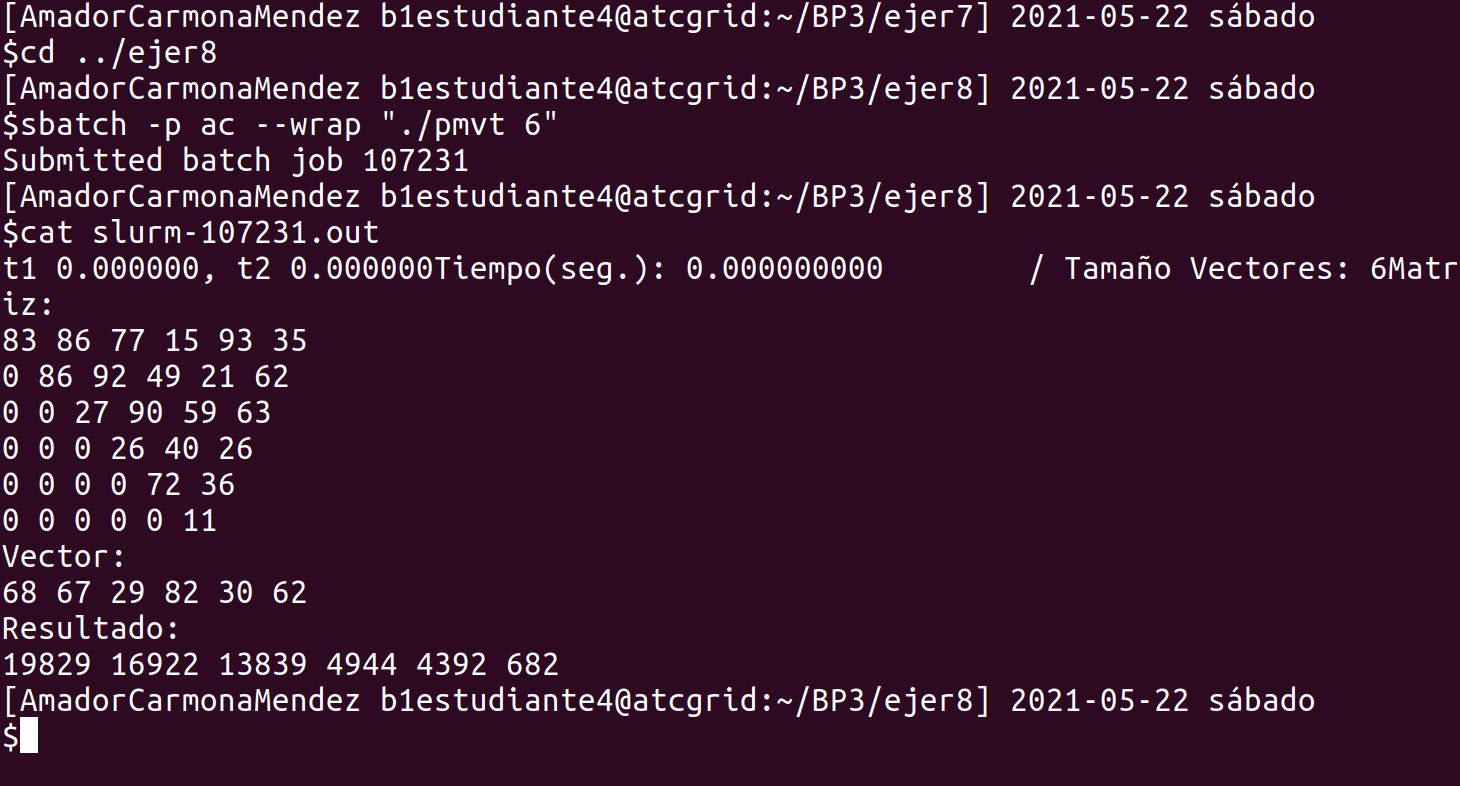 [AmadorCarmonaMendez b1estudiante4@atcgrid:~/BP3/ejer7] 2021-05-22 sábado
$cd ../ejer8
[AmadorCarmonaMendez b1estudiante4@atcgrid:~/BP3/ejer8] 2021-05-22 sábado
$sbatch -p ac --wrap "./pmvt 6"
Submitted batch job 107231
[AmadorCarmonaMendez b1estudiante4@atcgrid:~/BP3/ejer8] 2021-05-22 sábado
$cat slurm-107231.out
t1 0.000000, t2 0.000000Tiempo(seg.): 0.000000000        / Tamaño Vectores: 6Matr
iz:
83 86 77 15 93 35
0 86 92 49 21 62
0 0 27 90 59 63
0 0 0 26 40 26
0 0 0 0 72 36
0 0 0 0 0 11
Vector:
68 67 29 82 30 62
Resultado:
19829 16922 13839 4944 4392 682
[AmadorCarmonaMendez b1estudiante4@atcgrid:~/BP3/ejer8] 2021-05-22 sábado
$